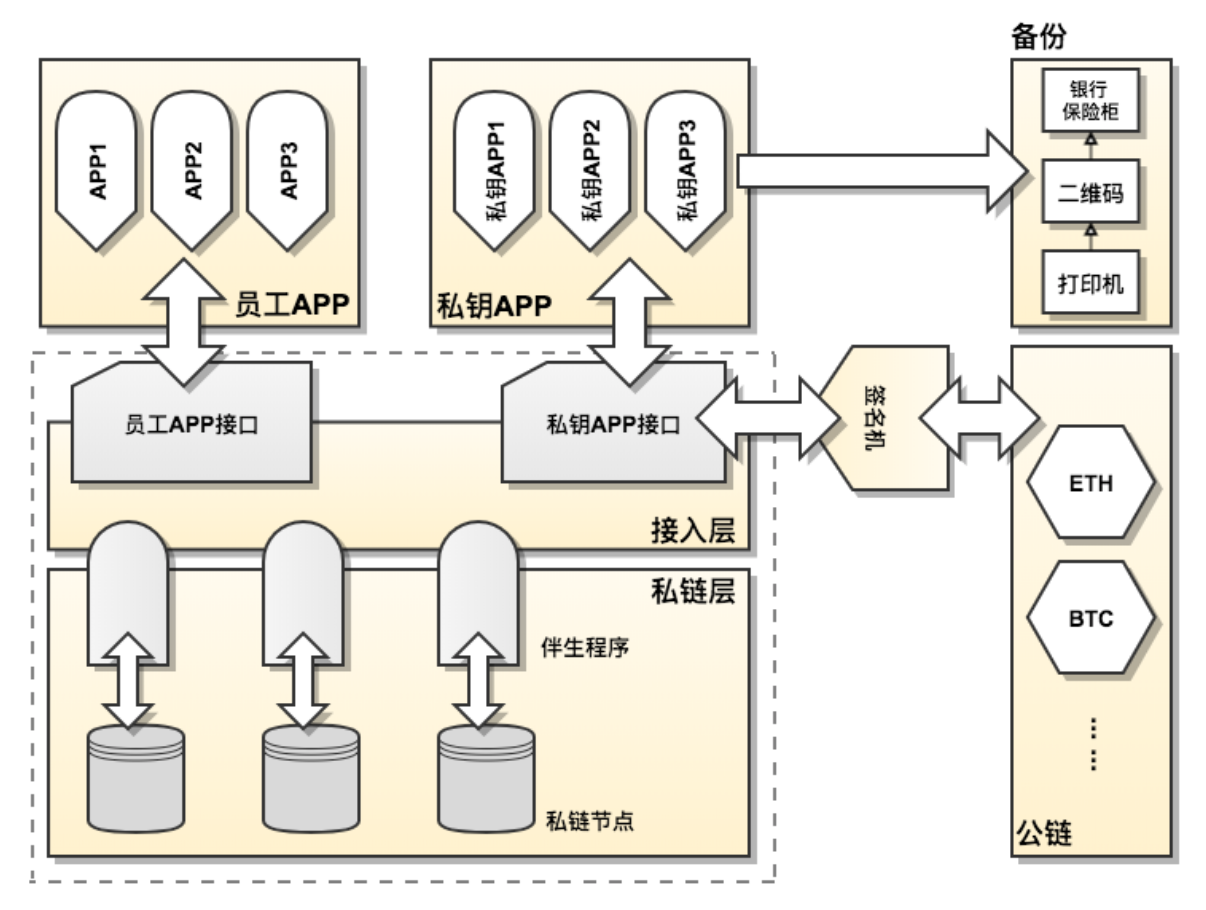 备份
APP1
APP2
APP3
员工APP
私钥APP1
私钥APP2
私钥APP3
私钥APP
银行
保险柜
二维码
打印机
员工APP接口
私钥APP接口
签名机
接入层
私链层
伴生程序
私链节点
ETH
BTC
……
公链